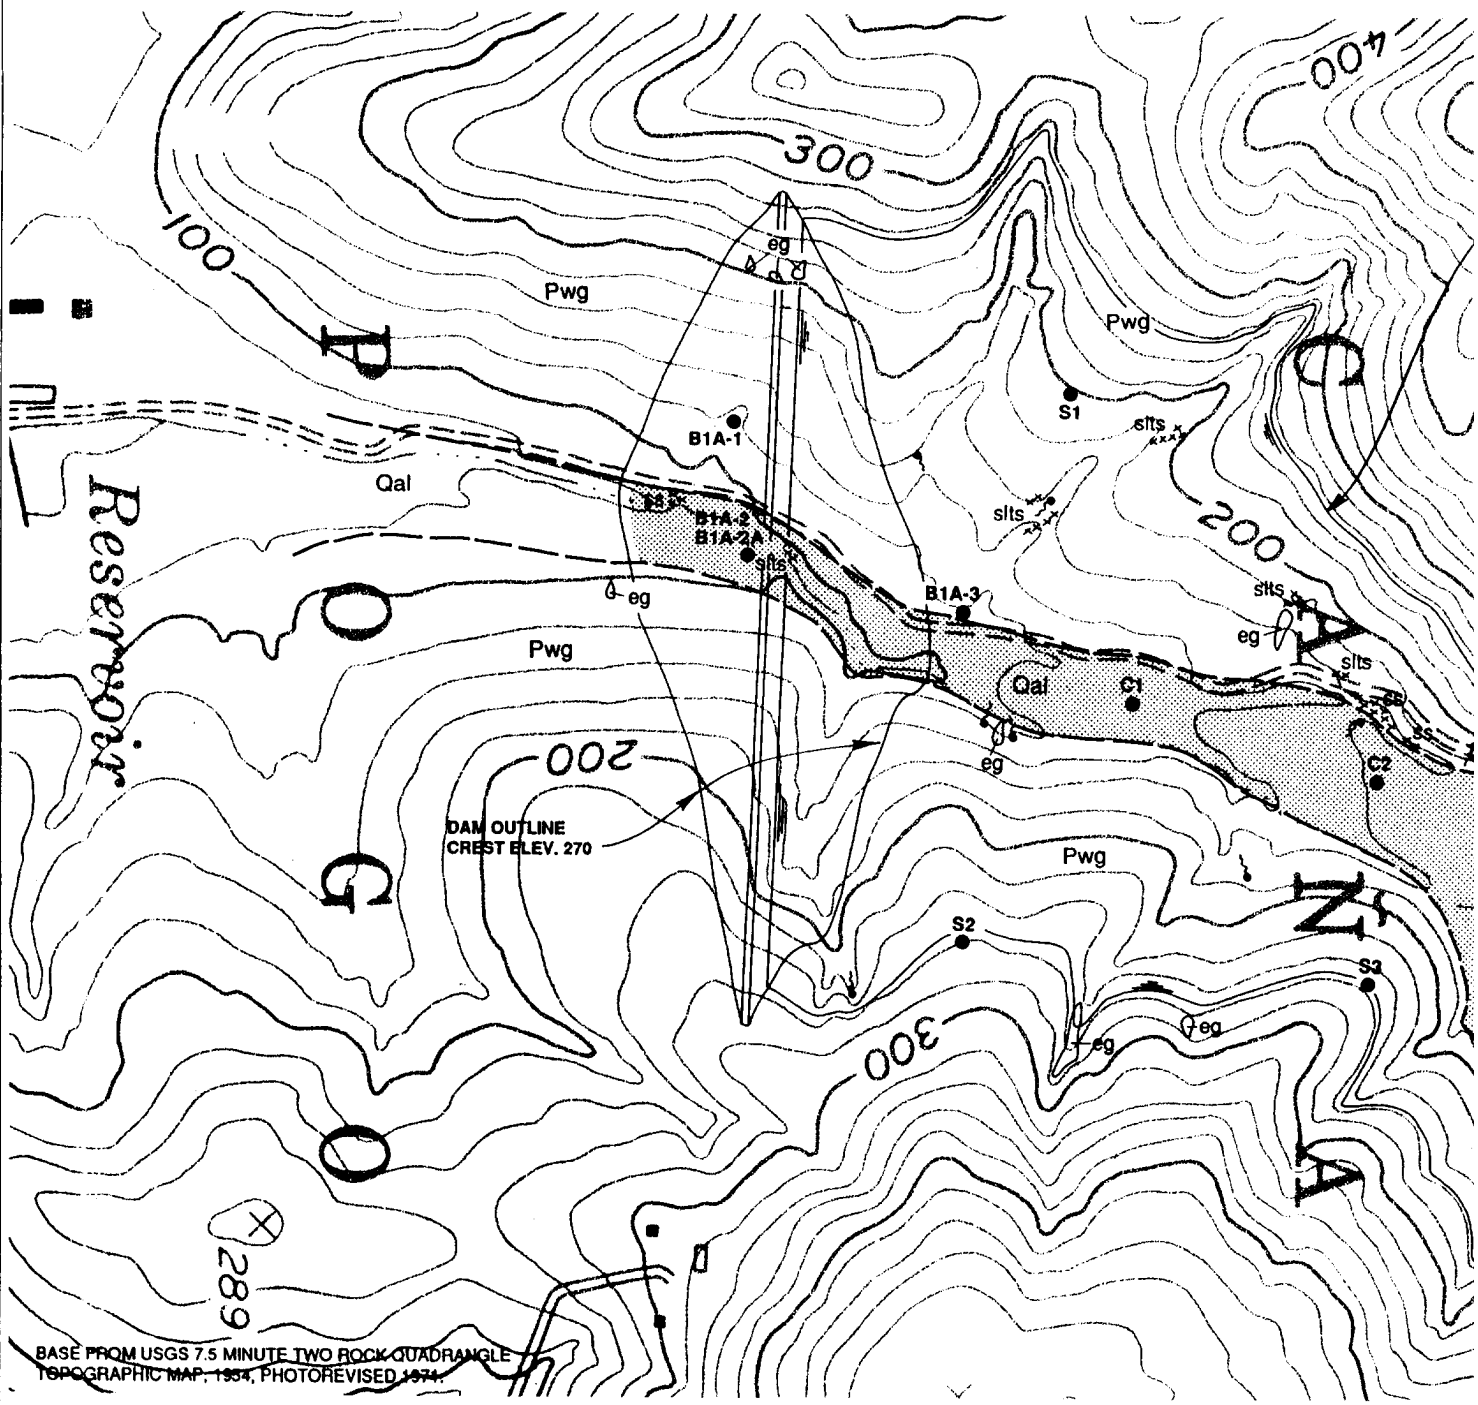 400
300
100
eg
Pwg
Pwg
P
C
S1
slts
B1A-1
Qal
Reservoir
ss
B1A-2
B1A-2A
slts
slts
200
eg
O
B1A-3
slts
eg
A
slts
Pwg
Qal
C1
ss
ss
C2
eg
200
DAM OUTLINE
CREST ELEV. 270
Pwg
G
N
S2
S3
300
eg
eg
O
A
289
BASE FROM USGS 7.5 MINUTE TWO ROCK QUADRANGLE
TOPOGRAPHIC MAP; 1954, PHOTOREVISED 1971.